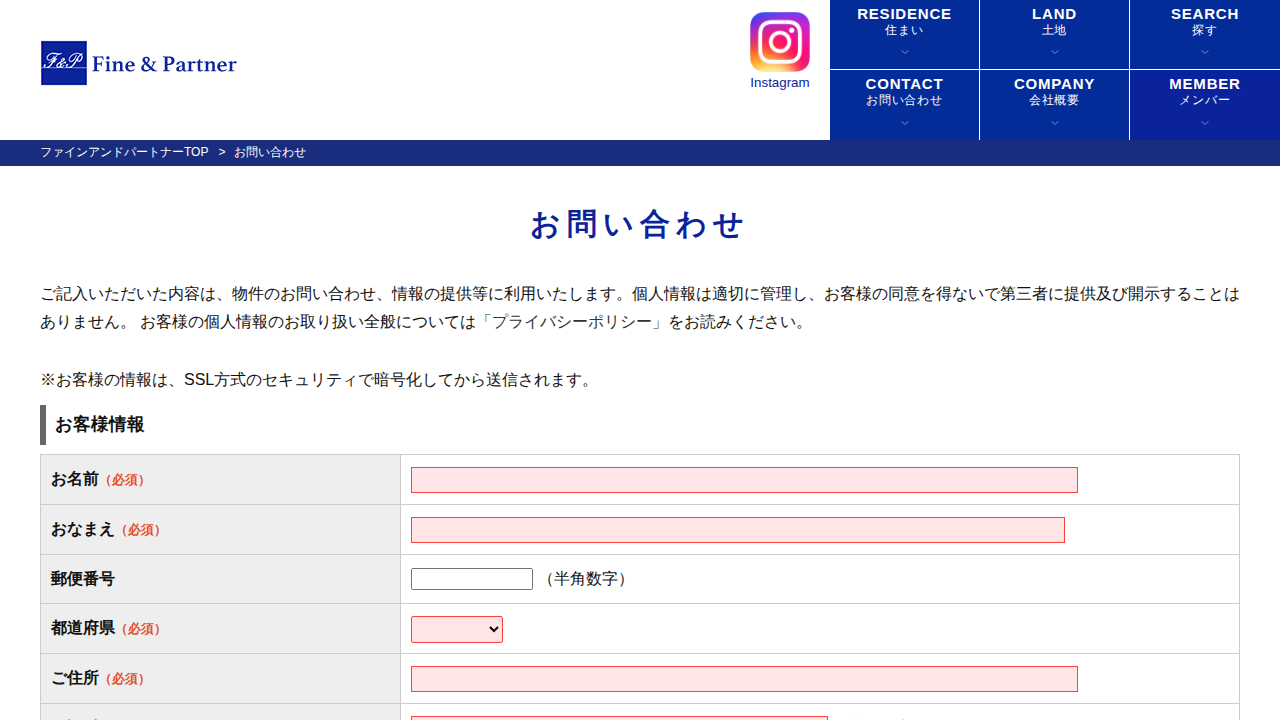 F&P Fine & Partner
Instagram
RESIDENCE
住まい
LAND
土地
SEARCH
探す
CONTACT
お問い合わせ
COMPANY
会社概要
MEMBER
メンバー
ファインアンドパートナーTOP > お問い合わせ
お問い合わせ
ご記入いただいた内容は、物件のお問い合わせ、情報の提供等に利用いたします。個人情報は適切に管理し、お客様の同意を得ないで第三者に提供及び開示することは
ありません。 お客様の個人情報のお取り扱い全般については「プライバシーポリシー」をお読みください。
※お客様の情報は、SSL方式のセキュリティで暗号化してから送信されます。
お客様情報
お名前（必須）
おなまえ（必須）
郵便番号 （半角数字）
都道府県（必須）
ご住所（必須）